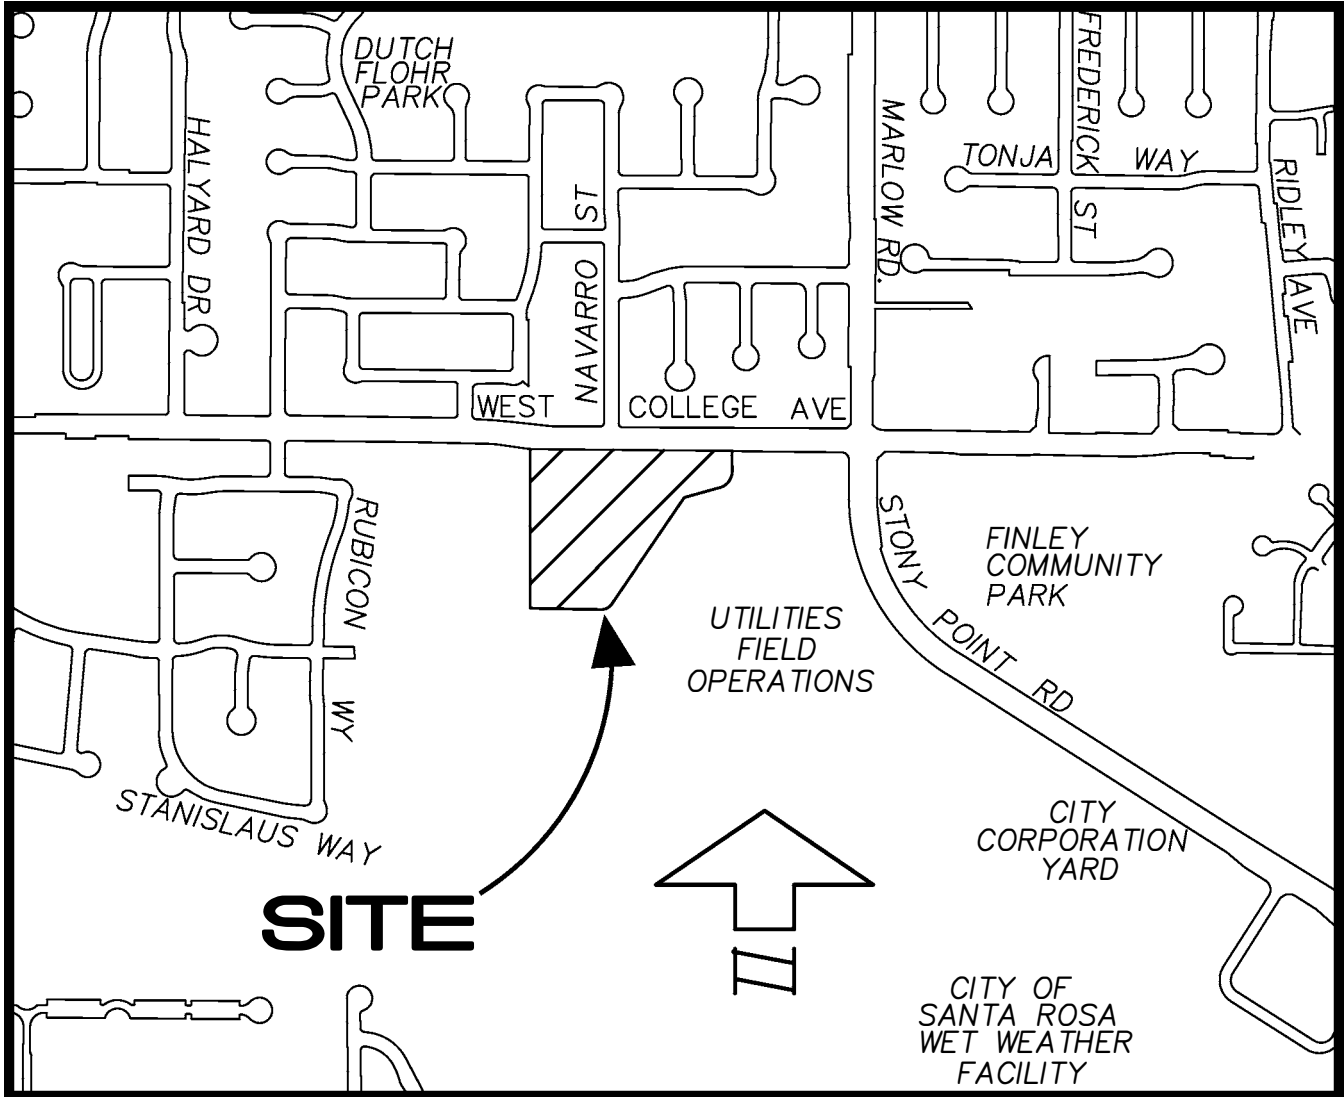 DUTCH
FLOHR
PARK
HALYARD DR
NAVARRO ST
MARLOW RD.
FREDERICK ST
TONJA WAY
RIDLEY AVE
WEST COLLEGE AVE
RUBICON WY
STONY POINT RD
FINLEY
COMMUNITY
PARK
UTILITIES
FIELD
OPERATIONS
STANISLAUS WAY
CITY
CORPORATION
YARD
SITE
N
CITY OF
SANTA ROSA
WET WEATHER
FACILITY